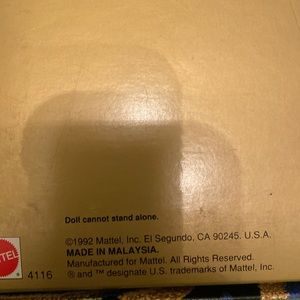 Doll cannot stand alone.
©1992 Mattel, Inc. El Segundo, CA 90245. U.S.A.
MADE IN MALAYSIA.
Manufactured for Mattel. All Rights Reserved.
MATTEL
4116
® and ™ designate U.S. trademarks of Mattel, Inc.